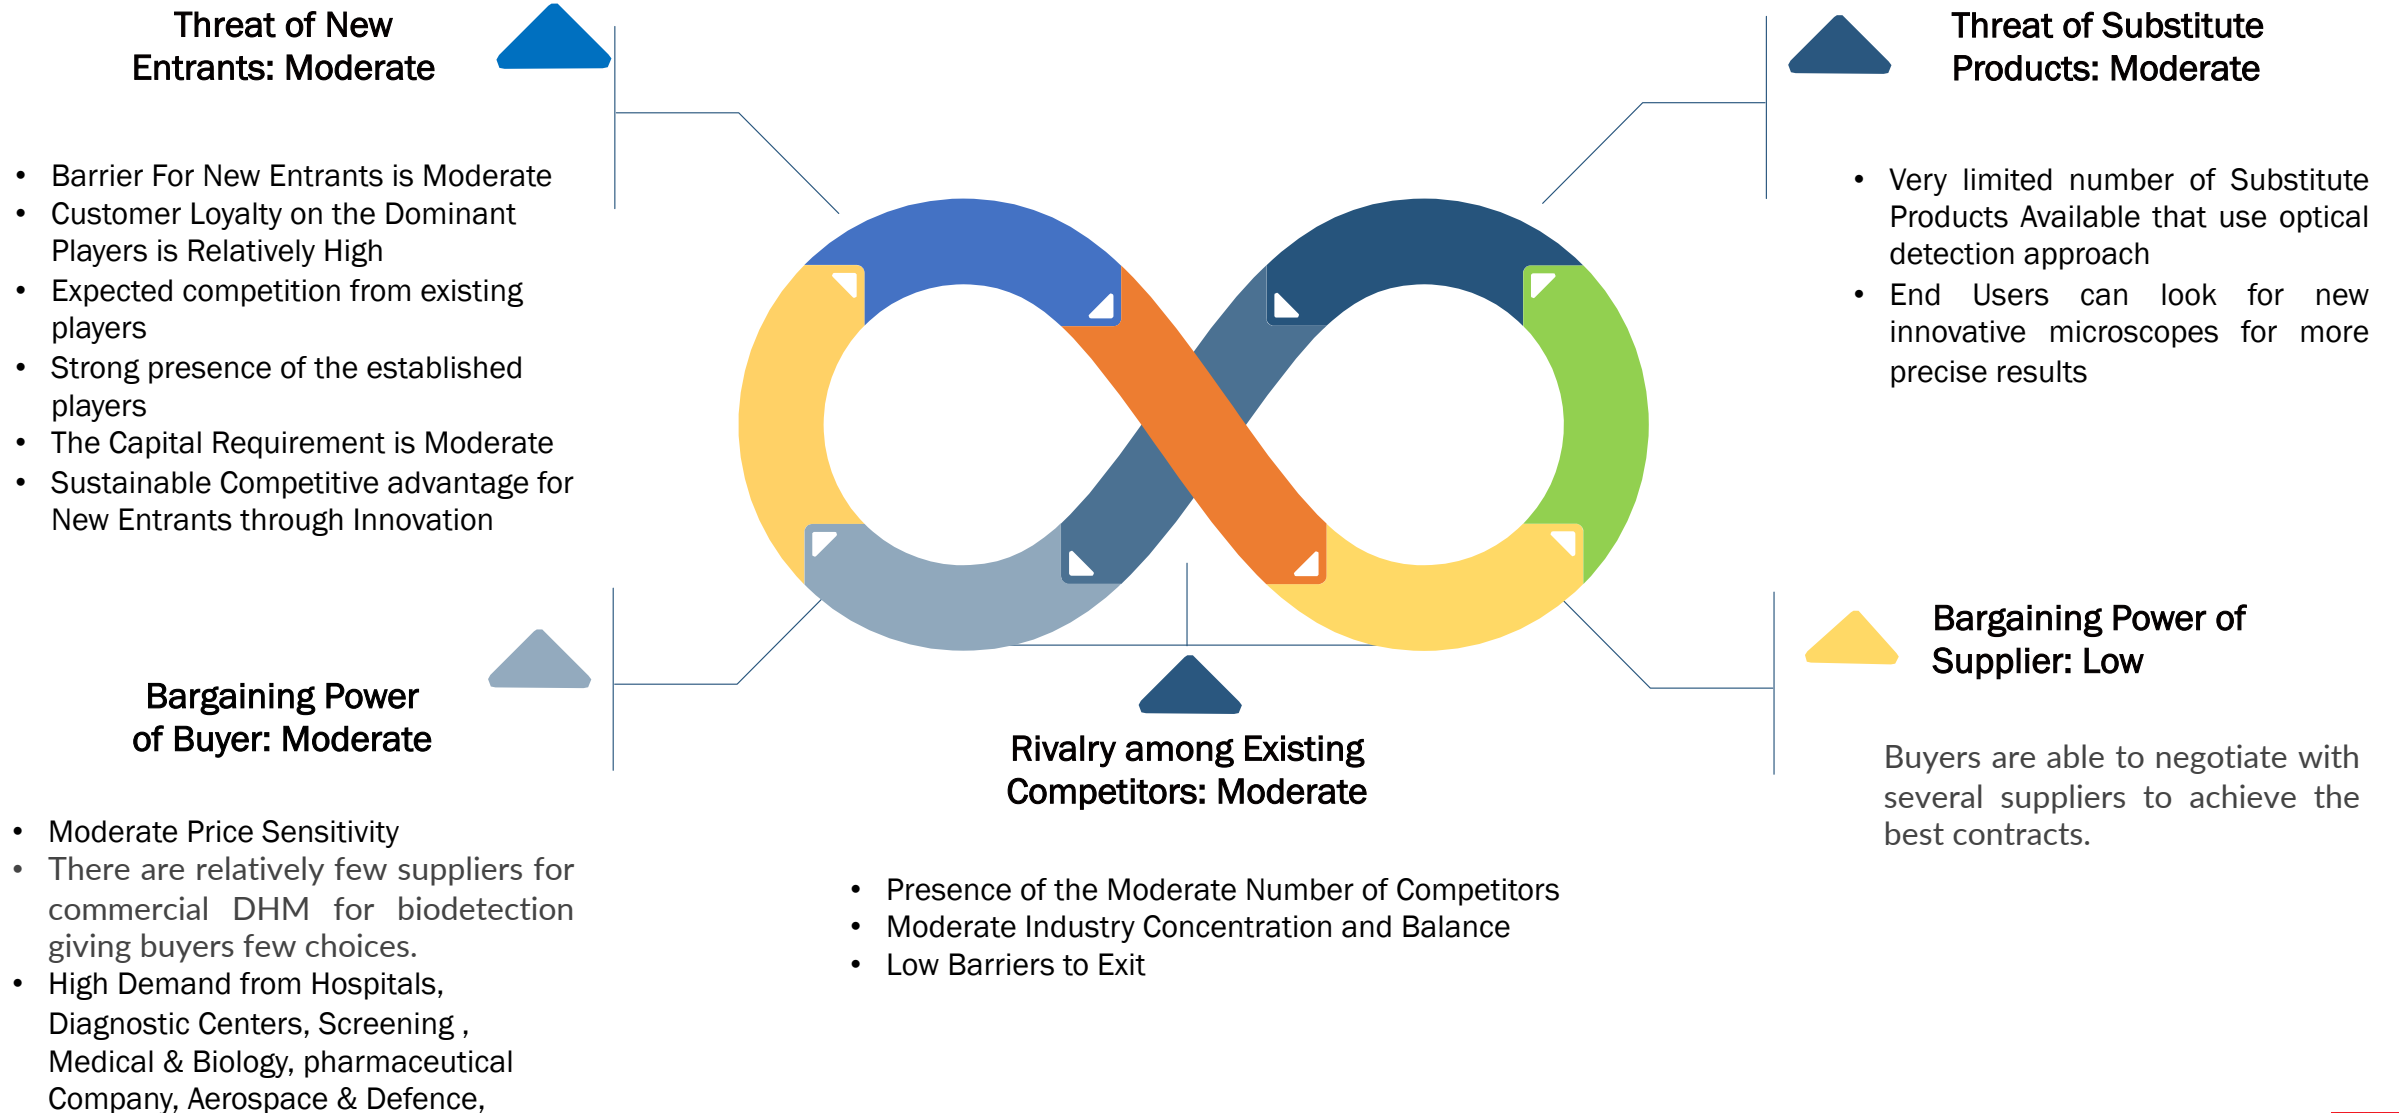 Threat of New
Entrants: Moderate
• Barrier For New Entrants is Moderate
• Customer Loyalty on the Dominant
Players is Relatively High
• Expected competition from existing
players
• Strong presence of the established
players
• The Capital Requirement is Moderate
• Sustainable Competitive advantage for
New Entrants through Innovation
Threat of Substitute
Products: Moderate
• Very limited number of Substitute
Products Available that use optical
detection approach
• End Users can look for new
innovative microscopes for more
precise results
Bargaining Power
of Buyer: Moderate
• Moderate Price Sensitivity
• There are relatively few suppliers for
commercial DHM for biodetection
giving buyers few choices.
• High Demand from Hospitals,
Diagnostic Centers, Screening ,
Medical & Biology, pharmaceutical
Company, Aerospace & Defence,
Rivalry among Existing
Competitors: Moderate
• Presence of the Moderate Number of Competitors
• Moderate Industry Concentration and Balance
• Low Barriers to Exit
Bargaining Power of
Supplier: Low
Buyers are able to negotiate with
several suppliers to achieve the
best contracts.